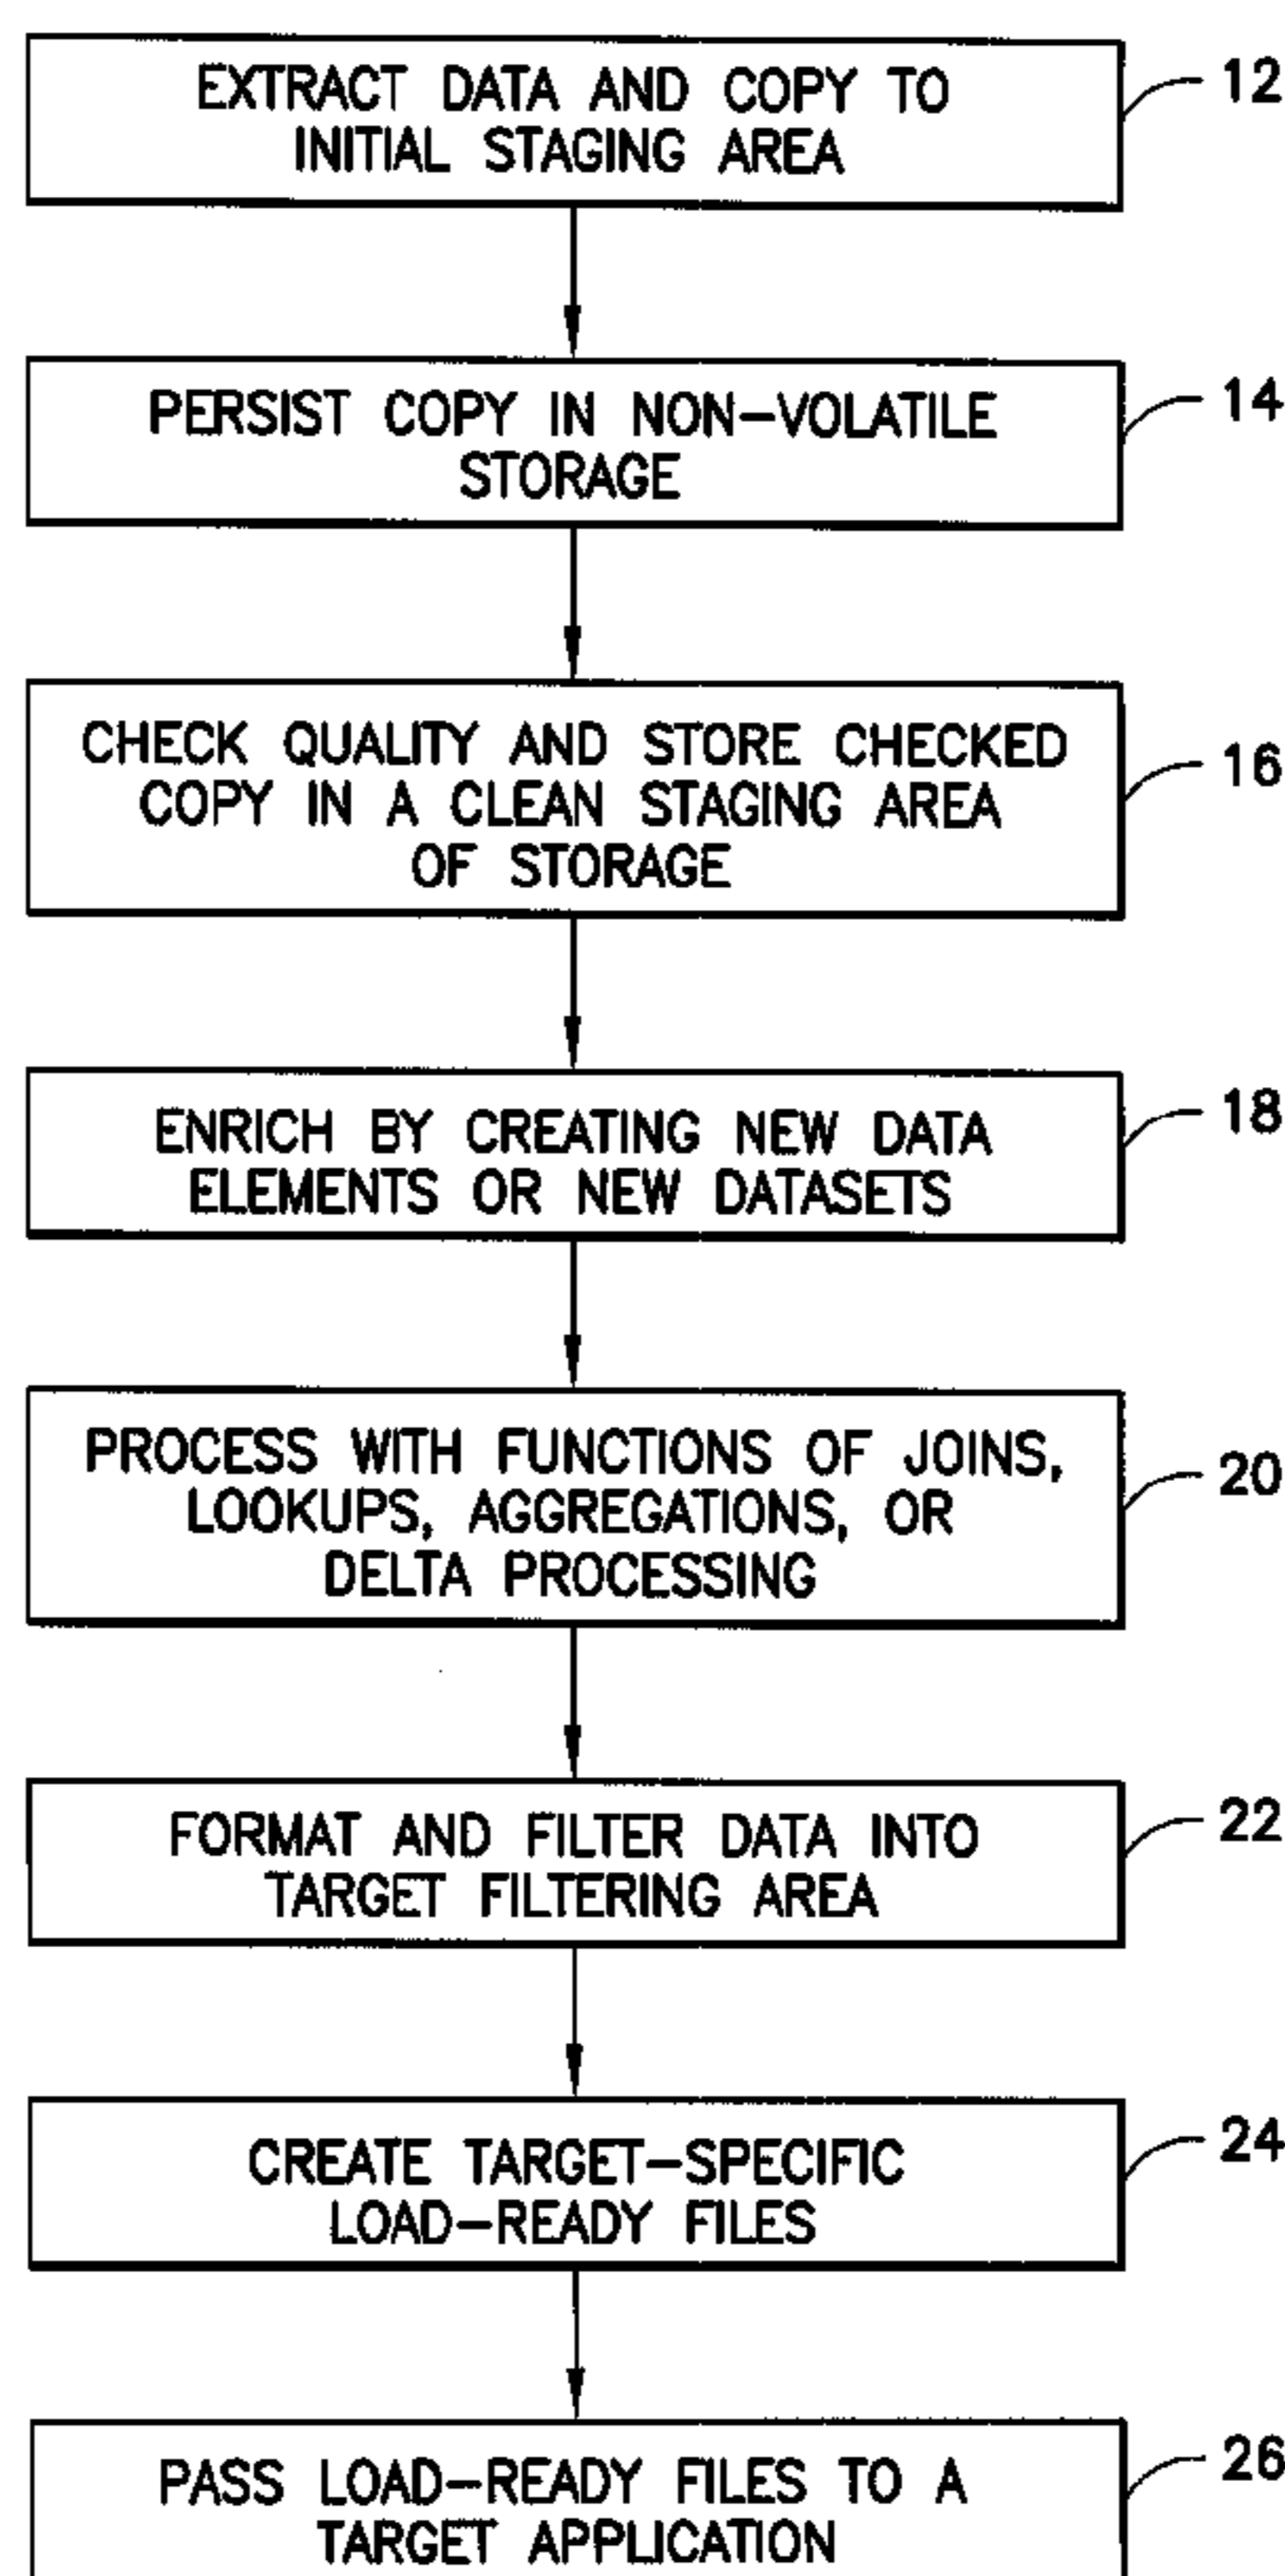 EXTRACT DATA AND COPY TO
INITIAL STAGING AREA
12
PERSIST COPY IN NON-VOLATILE
STORAGE
14
CHECK QUALITY AND STORE CHECKED
COPY IN A CLEAN STAGING AREA
OF STORAGE
16
ENRICH BY CREATING NEW DATA
ELEMENTS OR NEW DATASETS
18
PROCESS WITH FUNCTIONS OF JOINS,
LOOKUPS, AGGREGATIONS, OR
DELTA PROCESSING
20
FORMAT AND FILTER DATA INTO
TARGET FILTERING AREA
22
CREATE TARGET-SPECIFIC
LOAD-READY FILES
24
PASS LOAD-READY FILES TO A
TARGET APPLICATION
26